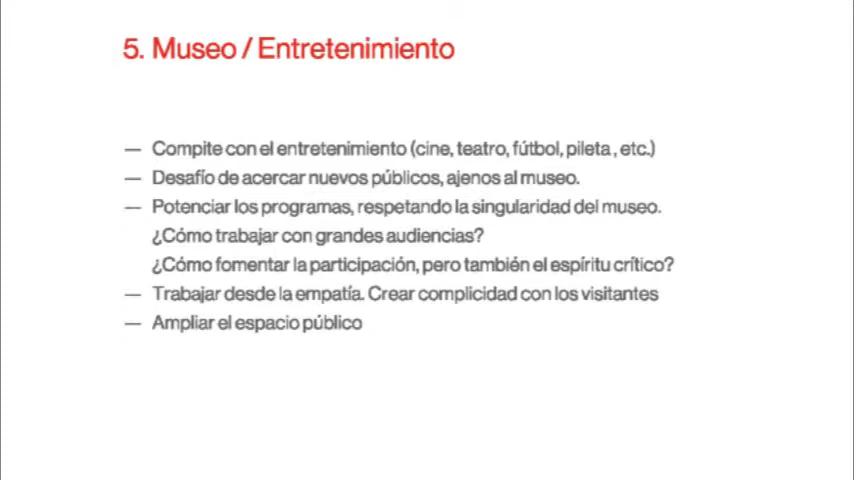 5. Museo / Entretenimiento
— Compite con el entretenimiento (cine, teatro, fútbol, pileta, etc.)
— Desafío de acercar nuevos públicos, ajenos al museo.
— Potenciar los programas, respetando la singularidad del museo.
¿Cómo trabajar con grandes audiencias?
¿Cómo fomentar la participación, pero también el espíritu crítico?
— Trabajar desde la empatía. Crear complicidad con los visitantes
— Ampliar el espacio público